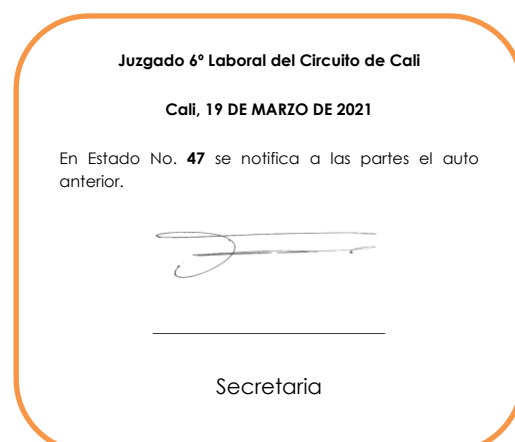 Juzgado 6º Laboral del Circuito de Cali
Cali, 19 DE MARZO DE 2021
En Estado No. 47 se notifica a las partes el auto
anterior.
Secretaria